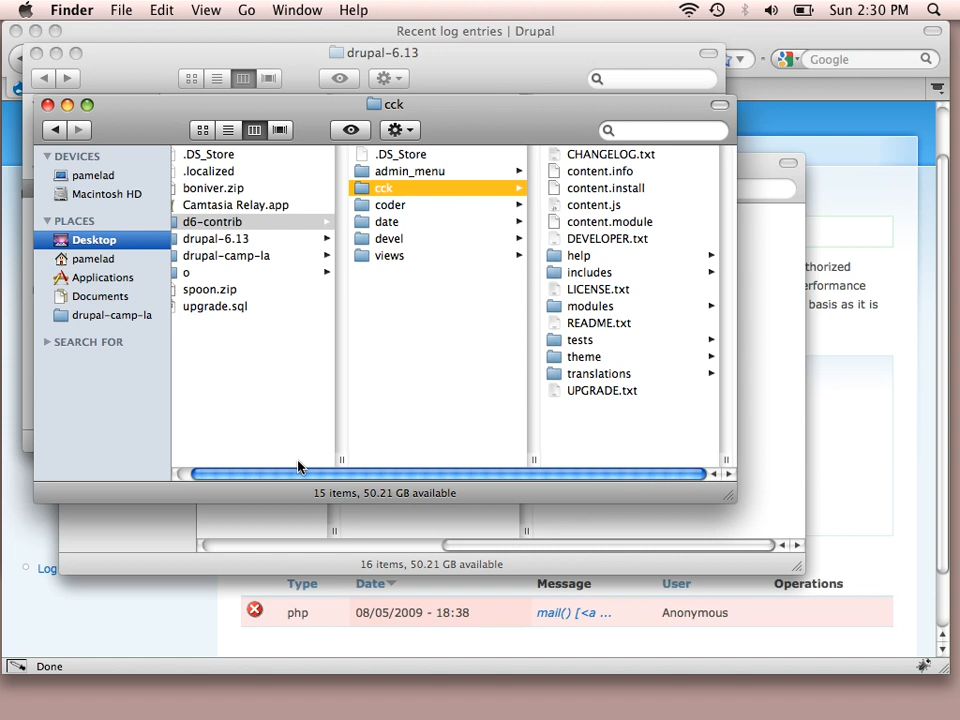 Finder File Edit View Go Window Help Sun 2:30 PM
Recent log entries | Drupal
drupal-6.13
Google
cck
DEVICES
pamelad
Macintosh HD
PLACES
Desktop
pamelad
Applications
Documents
drupal-camp-la
SEARCH FOR
.DS_Store
.localized
boniver.zip
Camtasia Relay.app
d6-contrib
drupal-6.13
drupal-camp-la
o
spoon.zip
upgrade.sql
.DS_Store
admin_menu
cck
coder
date
devel
views
CHANGELOG.txt
content.info
content.install
content.js
content.module
DEVELOPER.txt
help
includes
LICENSE.txt
modules
README.txt
tests
theme
translations
UPGRADE.txt
15 items, 50.21 GB available
thorized
erformance
basis as it is
16 items, 50.21 GB available
Log
Type Date Message User Operations
php 08/05/2009 - 18:38 mail() [<a ... Anonymous
Done